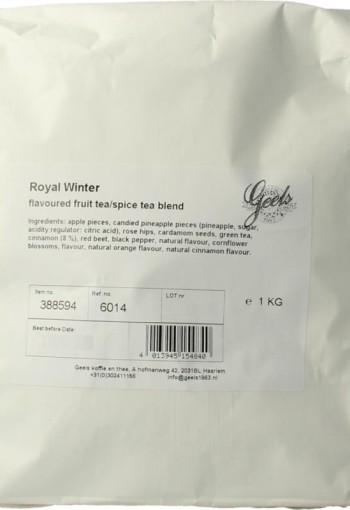 Royal Winter
flavoured fruit tea/spice tea blend
Geels
Ingredients: apple pieces, candied pineapple pieces (pineapple, sugar,
acidity regulator: citric acid), rose hips, cardamom seeds, green tea,
cinnamon (8 %), red beet, black pepper, natural flavour, cornflower
blossoms, flavour, natural orange flavour, natural cinnamon flavour.
Item no. Ref. no. LOT nr
388594 6014
℮ 1 KG
Best before Date
4 013945 154840
Geels koffie en thee, A hofmanweg 42, 2031BL Haarlem
+31(0)302411166 info@geels1863.nl